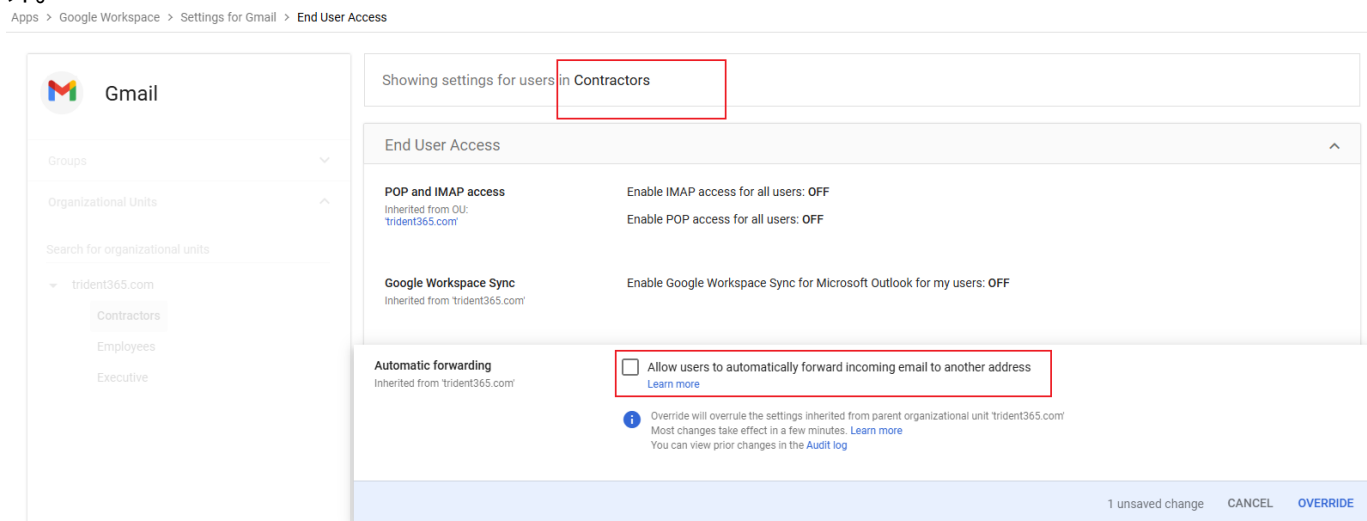 Apps > Google Workspace > Settings for Gmail > End User Access
Gmail
Showing settings for users in Contractors
Groups
Organizational Units
Search for organizational units
trident365.com
Contractors
Employees
Executive
End User Access
POP and IMAP access
Inherited from OU:
'trident365.com'
Enable IMAP access for all users: OFF
Enable POP access for all users: OFF
Google Workspace Sync
Inherited from 'trident365.com'
Enable Google Workspace Sync for Microsoft Outlook for my users: OFF
Automatic forwarding
Inherited from 'trident365.com'
Allow users to automatically forward incoming email to another address
Learn more
Override will overrule the settings inherited from parent organizational unit 'trident365.com'
Most changes take effect in a few minutes. Learn more
You can view prior changes in the Audit log
1 unsaved change CANCEL OVERRIDE